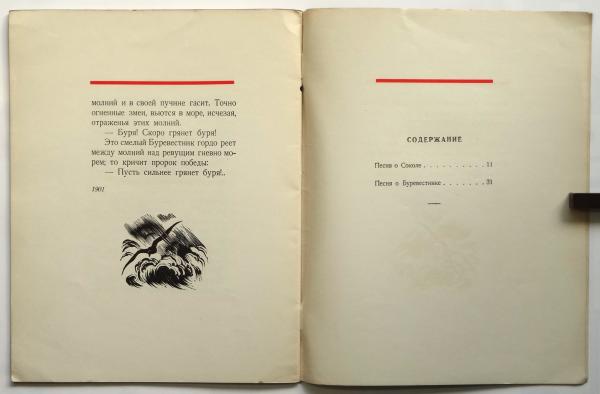 молний и в своей пучине гасит. Точно
огненные змеи, вьются в море, исчезая,
отраженья этих молний.
— Буря! Скоро грянет буря!
Это смелый Буревестник гордо реет
между молний над ревущим гневно мо-
рем; то кричит пророк победы:
— Пусть сильнее грянет буря!..
1901
СОДЕРЖАНИЕ
Песня о Соколе . . . . . . . . . . 11
Песня о Буревестнике . . . . . . . 31